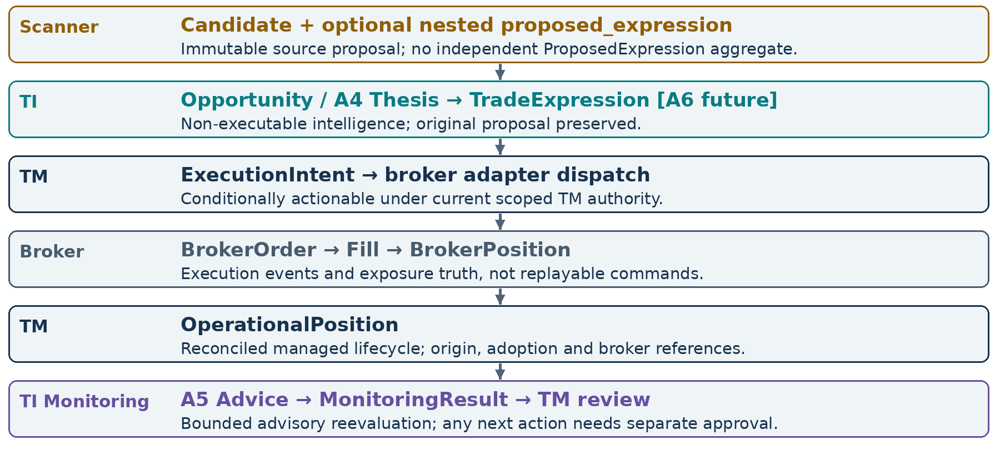 Scanner
Candidate + optional nested proposed_expression
Immutable source proposal; no independent ProposedExpression aggregate.
TI
Opportunity / A4 Thesis → TradeExpression [A6 future]
Non-executable intelligence; original proposal preserved.
TM
ExecutionIntent → broker adapter dispatch
Conditionally actionable under current scoped TM authority.
Broker
BrokerOrder → Fill → BrokerPosition
Execution events and exposure truth, not replayable commands.
TM
OperationalPosition
Reconciled managed lifecycle; origin, adoption and broker references.
TI Monitoring
A5 Advice → MonitoringResult → TM review
Bounded advisory reevaluation; any next action needs separate approval.